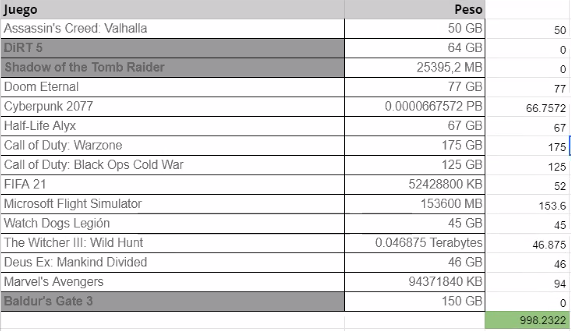 Juego Peso
Assassin's Creed: Valhalla 50 GB 50
DiRT 5 64 GB 0
Shadow of the Tomb Raider 25395,2 MB 0
Doom Eternal 77 GB 77
Cyberpunk 2077 0.0000667572 PB 66.7572
Half-Life Alyx 67 GB 67
Call of Duty: Warzone 175 GB 175
Call of Duty: Black Ops Cold War 125 GB 125
FIFA 21 52428800 KB 52
Microsoft Flight Simulator 153600 MB 153.6
Watch Dogs Legión 45 GB 45
The Witcher III: Wild Hunt 0.046875 Terabytes 46.875
Deus Ex: Mankind Divided 46 GB 46
Marvel's Avengers 94371840 KB 94
Baldur's Gate 3 150 GB 0
998.2322